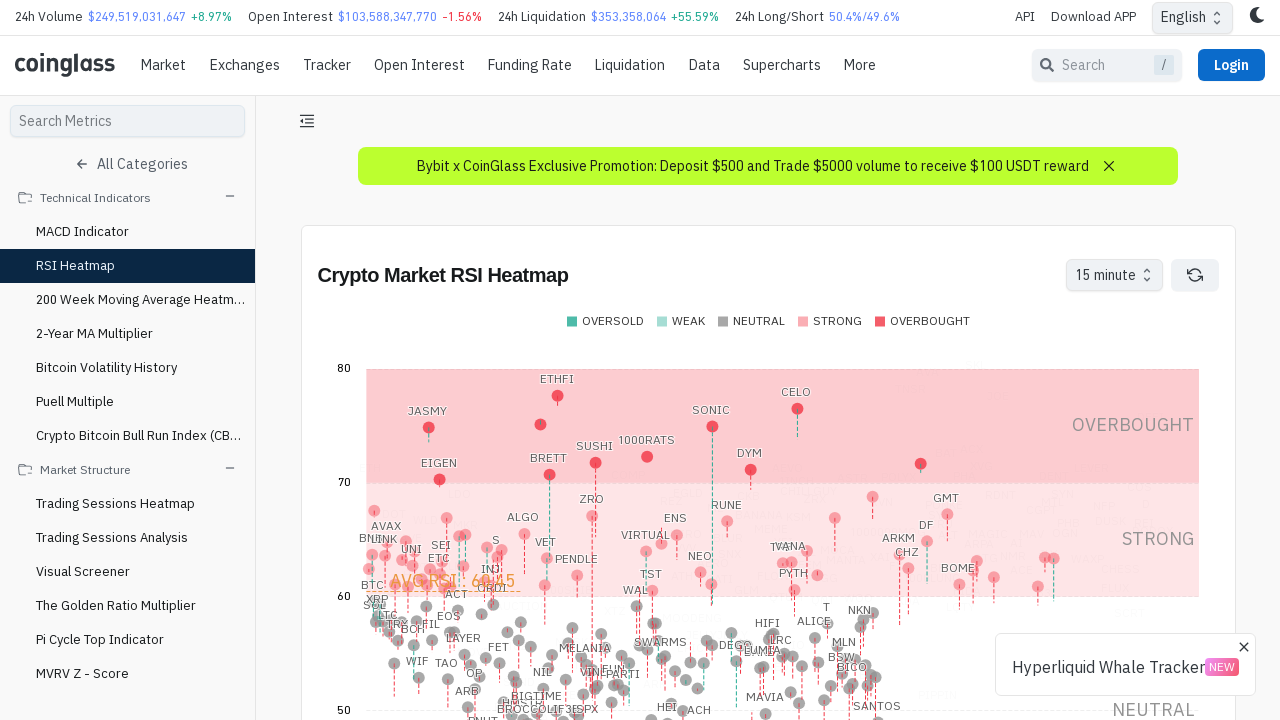 24h Volume $249,519,031,647 +8.97% Open Interest $103,588,347,770 -1.56% 24h Liquidation $353,358,064 +55.59% 24h Long/Short 50.4%/49.6% API Download APP English
coinglass Market Exchanges Tracker Open Interest Funding Rate Liquidation Data Supercharts More Search / Login
Search Metrics
All Categories
Technical Indicators
MACD Indicator
RSI Heatmap
200 Week Moving Average Heatm...
2-Year MA Multiplier
Bitcoin Volatility History
Puell Multiple
Crypto Bitcoin Bull Run Index (CB...
Market Structure
Trading Sessions Heatmap
Trading Sessions Analysis
Visual Screener
The Golden Ratio Multiplier
Pi Cycle Top Indicator
MVRV Z - Score
Bybit x CoinGlass Exclusive Promotion: Deposit $500 and Trade $5000 volume to receive $100 USDT reward
Crypto Market RSI Heatmap 15 minute
OVERSOLD WEAK NEUTRAL STRONG OVERBOUGHT
80
ETHFI
CELO
JASMY SONIC
OVERBOUGHT
SUSHI 1000RATS
EIGEN BRETT DYM
70
ZRO RUNE GMT
ALGO ENS
AVAX DF
LINK VIRTUAL ARKM STRONG
UNI SEI S VET VANA
ETC PENDLE NEO CHZ
INJ TST PYTH BOME
AVG RSI : 60.45
BTC ORDI WAL
60 ACT
XRP
SOL T NKN
LTC EOS HIFI ALICE
TRX FIL
LAYER SWARMS LRC MLN
FET MELANIA DEGO LUMIA
WIF TAO BSW
OP NIL FUN PARTI BICO
ARB BIGTIME MAVIA
HEI ACH SANTOS
50 NEUTRAL
Hyperliquid Whale Tracker NEW